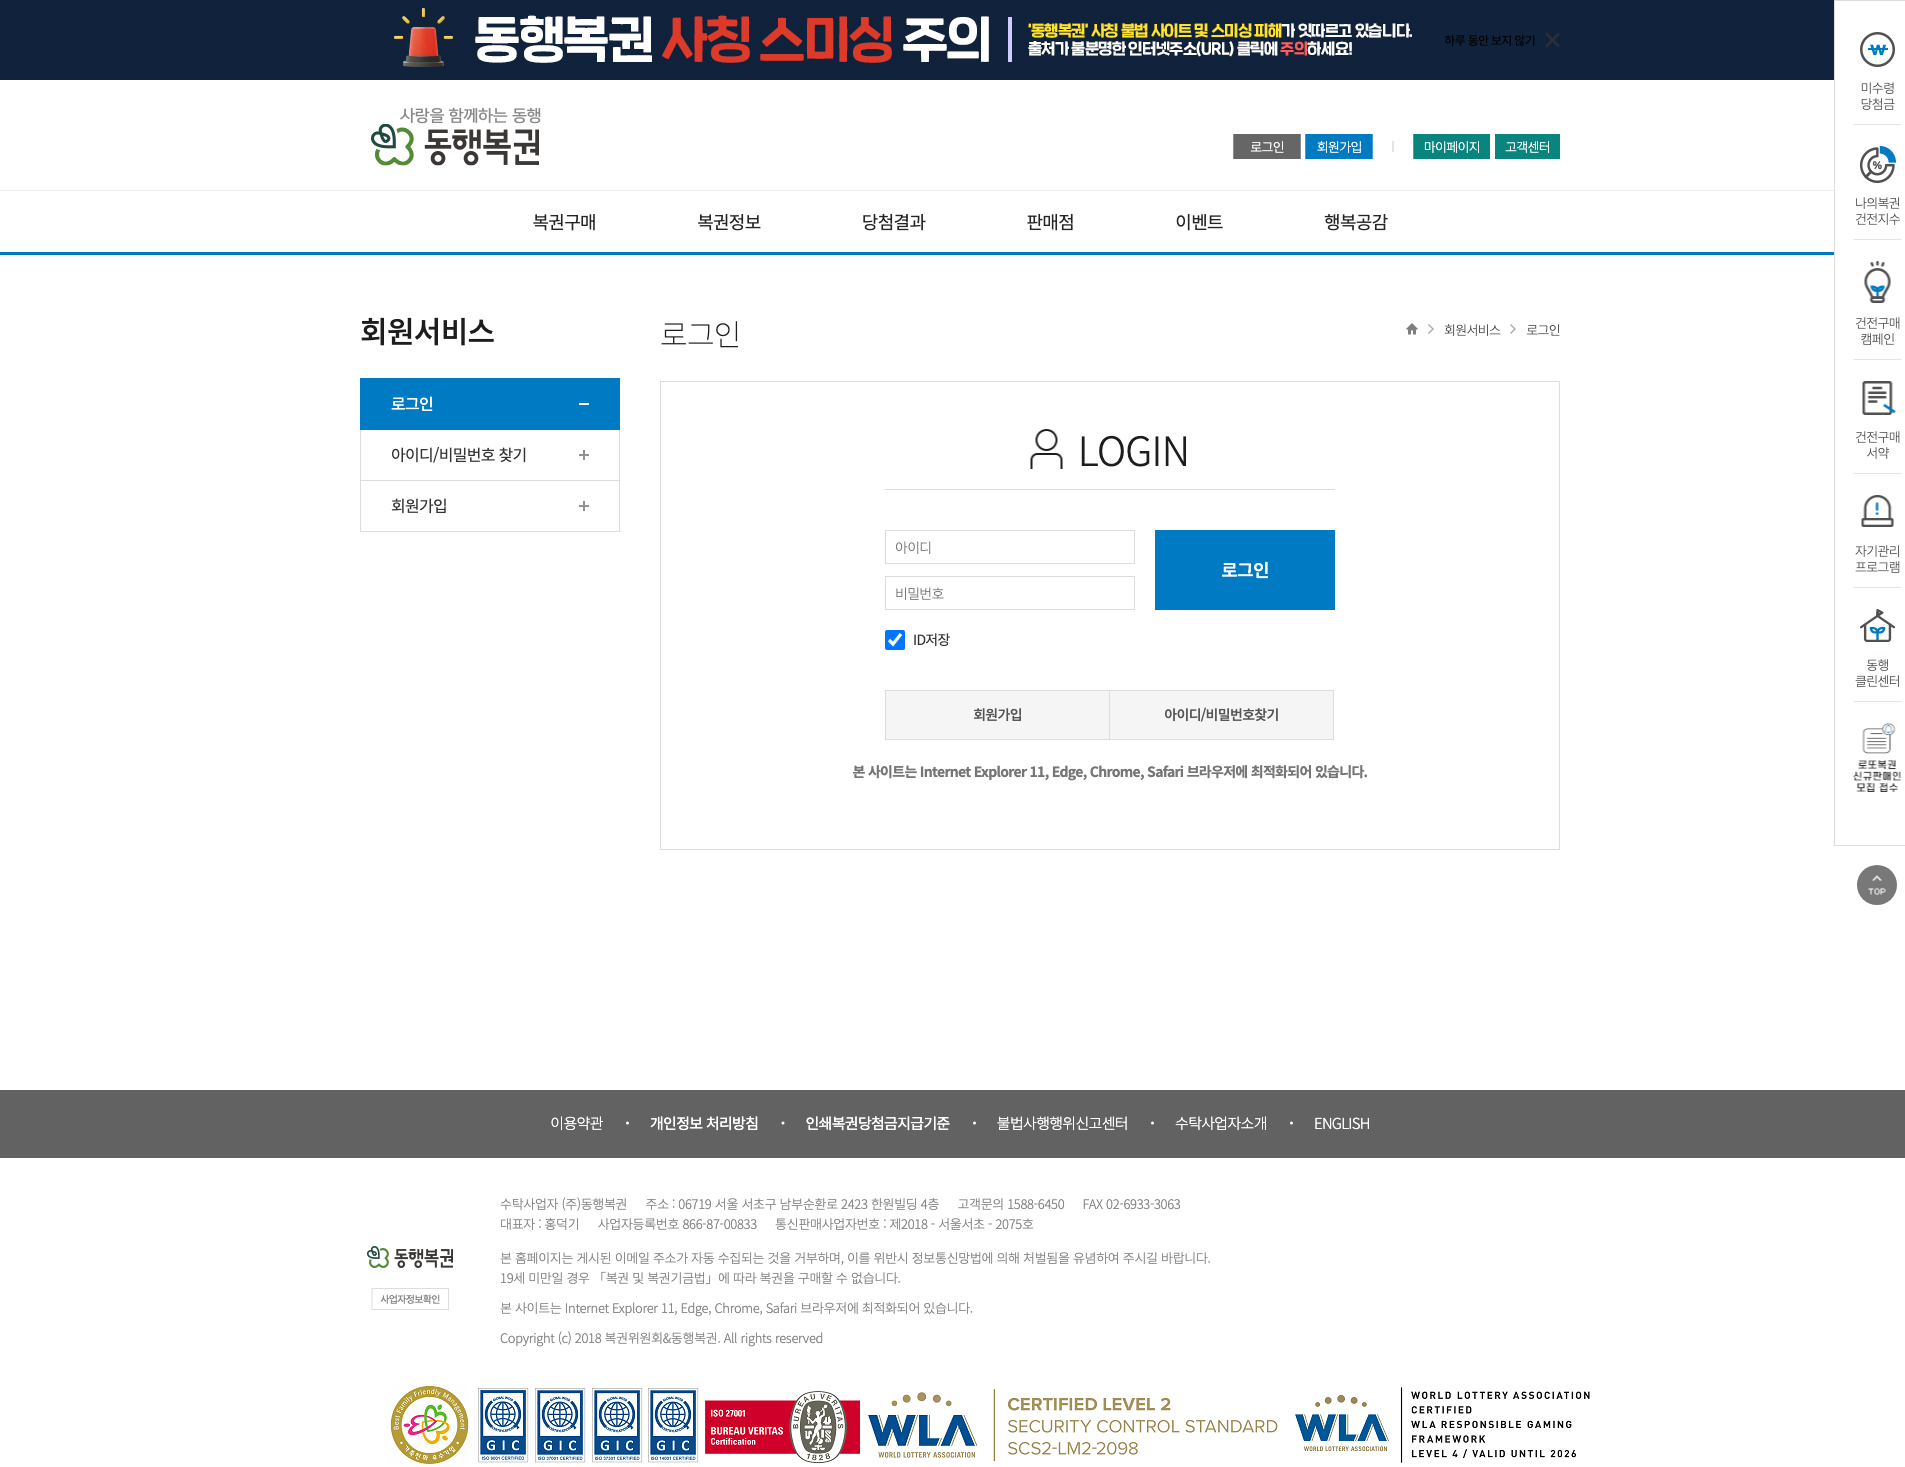 동행복권 사칭 스미싱 주의
'동행복권' 사칭 불법 사이트 및 스미싱 피해가 잇따르고 있습니다.
출처가 불분명한 인터넷주소(URL) 클릭에 주의하세요!
하루 동안 보지 않기
사랑을 함께하는 동행
동행복권
로그인
회원가입
마이페이지
고객센터
복권구매
복권정보
당첨결과
판매점
이벤트
행복공감
회원서비스
로그인
아이디/비밀번호 찾기
회원가입
로그인
회원서비스
로그인
LOGIN
아이디
비밀번호
로그인
ID저장
회원가입
아이디/비밀번호찾기
본 사이트는 Internet Explorer 11, Edge, Chrome, Safari 브라우저에 최적화되어 있습니다.
미수령
당첨금
%
나의복권
건전지수
건전구매
캠페인
건전구매
서약
자기관리
프로그램
동행
클린센터
로또복권
신규판매인
모집 접수
TOP
이용약관 · 개인정보 처리방침 · 인쇄복권당첨금지급기준 · 불법사행행위신고센터 · 수탁사업자소개 · ENGLISH
동행복권
사업자정보확인
수탁사업자 (주)동행복권 주소 : 06719 서울 서초구 남부순환로 2423 한원빌딩 4층 고객문의 1588-6450 FAX 02-6933-3063
대표자 : 홍덕기 사업자등록번호 866-87-00833 통신판매사업자번호 : 제2018 - 서울서초 - 2075호
본 홈페이지는 게시된 이메일 주소가 자동 수집되는 것을 거부하며, 이를 위반시 정보통신망법에 의해 처벌됨을 유념하여 주시길 바랍니다.
19세 미만일 경우 「복권 및 복권기금법」에 따라 복권을 구매할 수 없습니다.
본 사이트는 Internet Explorer 11, Edge, Chrome, Safari 브라우저에 최적화되어 있습니다.
Copyright (c) 2018 복권위원회&동행복권. All rights reserved
Best Family Friendly Management
가족친화 우수기업
GIC
ISO 9001 CERTIFIED
GIC
ISO 37001 CERTIFIED
GIC
ISO 37301 CERTIFIED
GIC
ISO 14001 CERTIFIED
ISO 27001
BUREAU VERITAS
Certification
BUREAU VERITAS
1828
WLA
WORLD LOTTERY ASSOCIATION
CERTIFIED LEVEL 2
SECURITY CONTROL STANDARD
SCS2-LM2-2098
WLA
WORLD LOTTERY ASSOCIATION
WORLD LOTTERY ASSOCIATION
CERTIFIED
WLA RESPONSIBLE GAMING
FRAMEWORK
LEVEL 4 / VALID UNTIL 2026